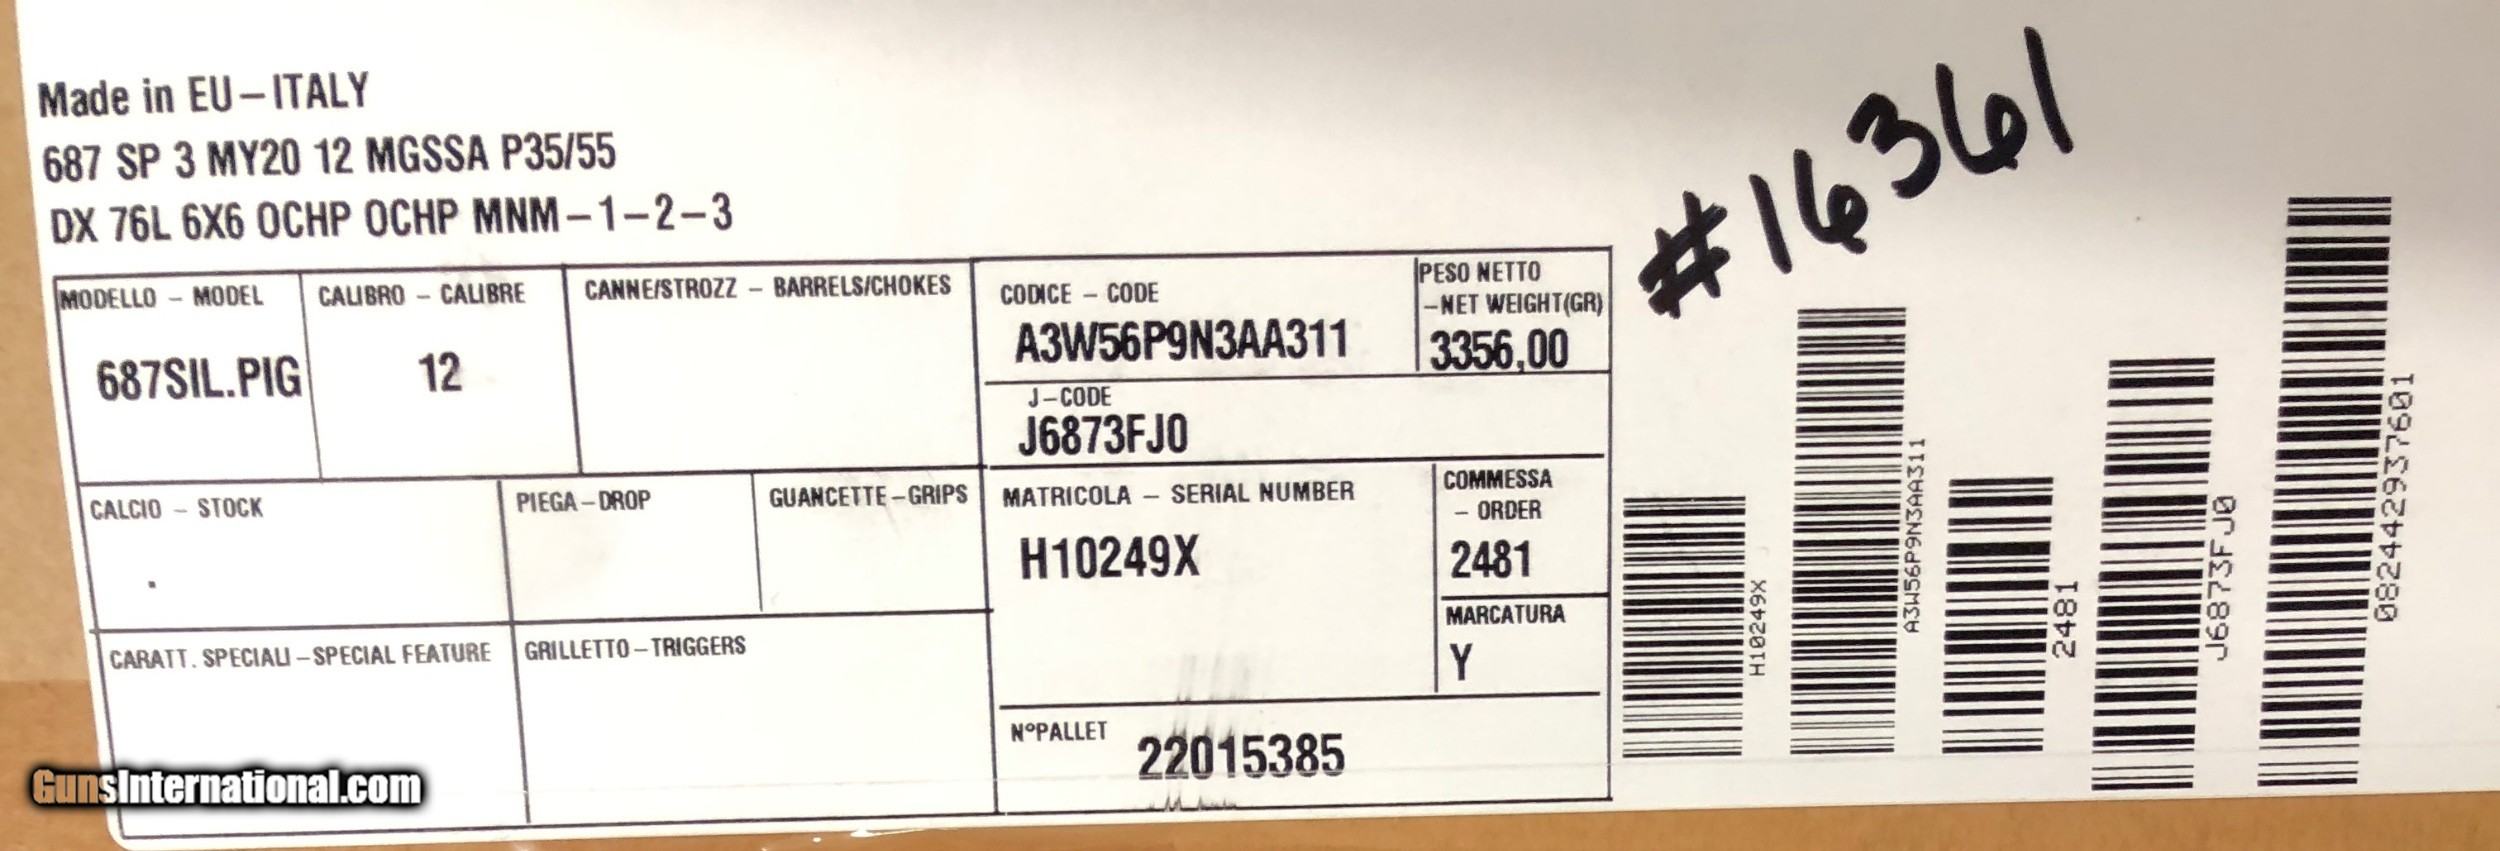 Made in EU-ITALY
687 SP 3 MY20 12 MGSSA P35/55
DX 76L 6X6 OCHP OCHP MNM-1-2-3
#16361
MODELLO - MODEL
687SIL.PIG
CALIBRO - CALIBRE
12
CANNE/STROZZ - BARRELS/CHOKES
CODICE - CODE
A3W56P9N3AA311
PESO NETTO
-NET WEIGHT(GR)
3356,00
J-CODE
J6873FJ0
CALCIO - STOCK
.
PIEGA-DROP
GUANCETTE-GRIPS
MATRICOLA - SERIAL NUMBER
H10249X
COMMESSA
- ORDER
2481
MARCATURA
Y
CARATT. SPECIALI-SPECIAL FEATURE
GRILLETTO-TRIGGERS
N°PALLET
22015385
H10249X
A3W56P9N3AA311
2481
J6873FJ0
082442937601
GunsInternational.com